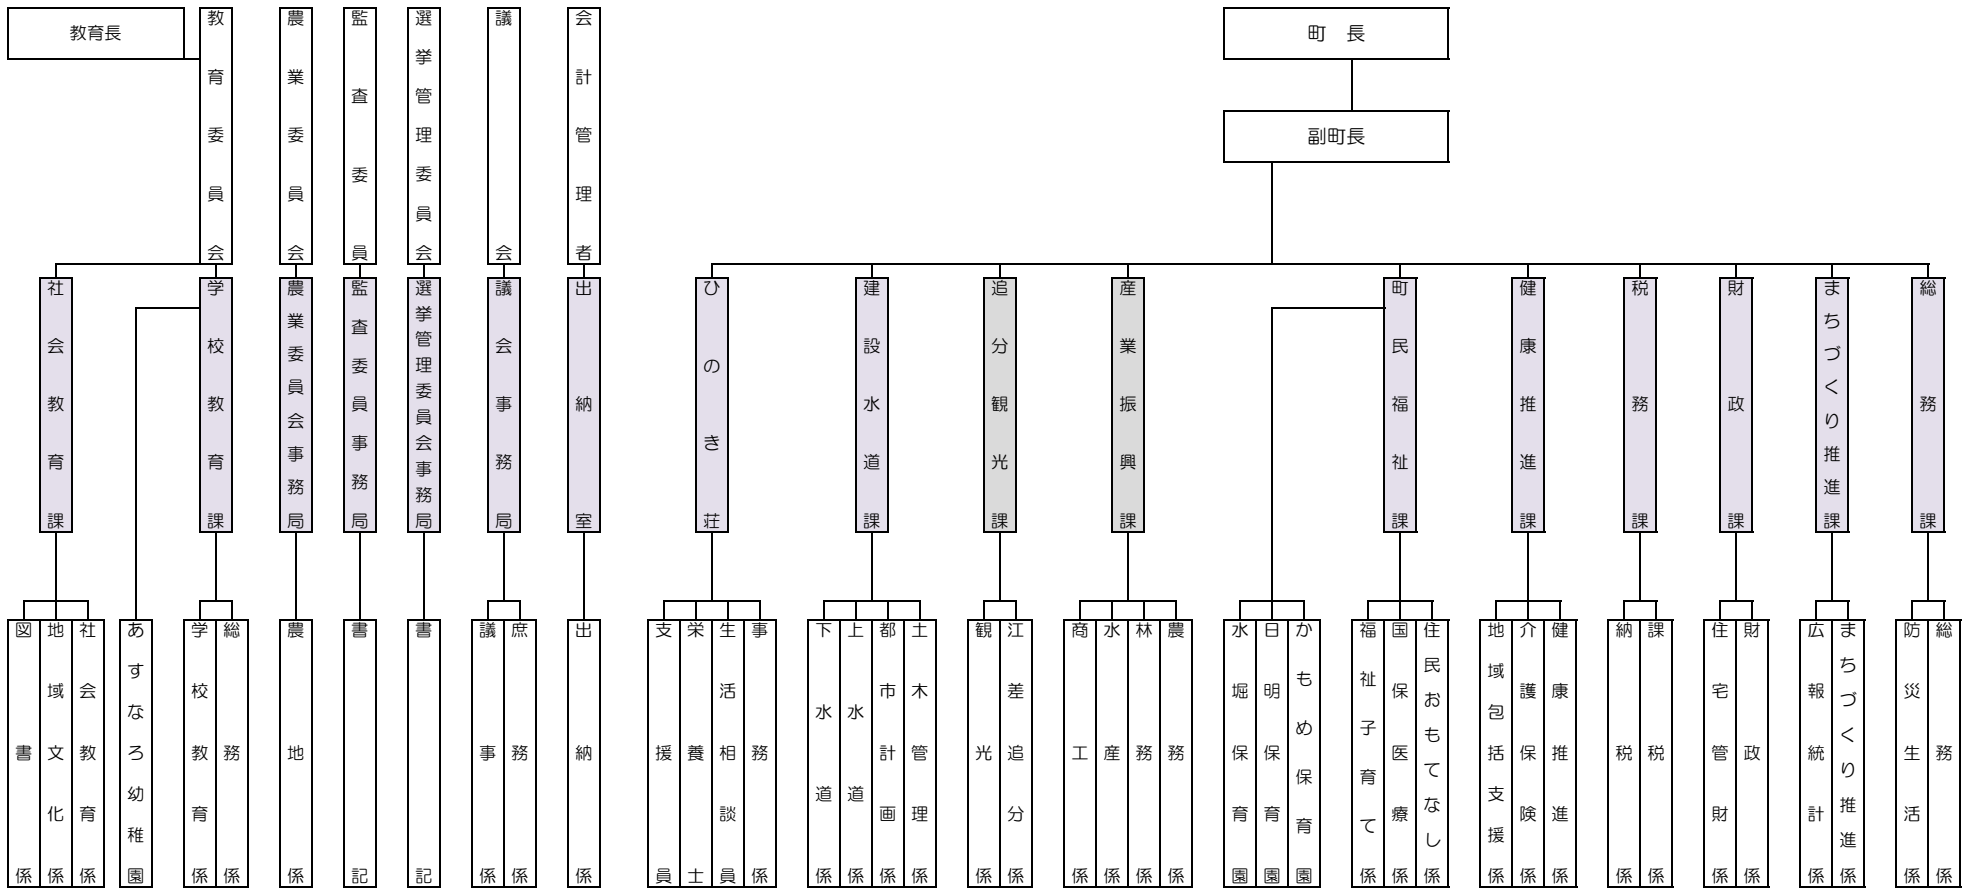 教育長
教育委員会
農業委員会
監査委員
選挙管理委員会
議会
会計管理者
町　長
副町長
社会教育課
学校教育課
農業委員会事務局
監査委員事務局
選挙管理委員会事務局
議会事務局
出納室
ひのき荘
建設水道課
追分観光課
産業振興課
町民福祉課
健康推進課
税務課
財政課
まちづくり推進課
総務課
図書係
地域文化係
社会教育係
あすなろ幼稚園
学校教育係
総務係
農地係
書記
書記
議事係
庶務係
出納係
支援員
栄養士
生活相談員
事務係
下水道係
上水道係
都市計画係
土木管理係
観光係
江差追分係
商工係
水産係
林務係
農務係
水堀保育園
日明保育園
かもめ保育園
福祉子育て係
国保医療係
住民おもてなし係
地域包括支援係
介護保険係
健康推進係
納税係
課税係
住宅管財係
財政係
広報統計係
まちづくり推進係
防災生活係
総務係